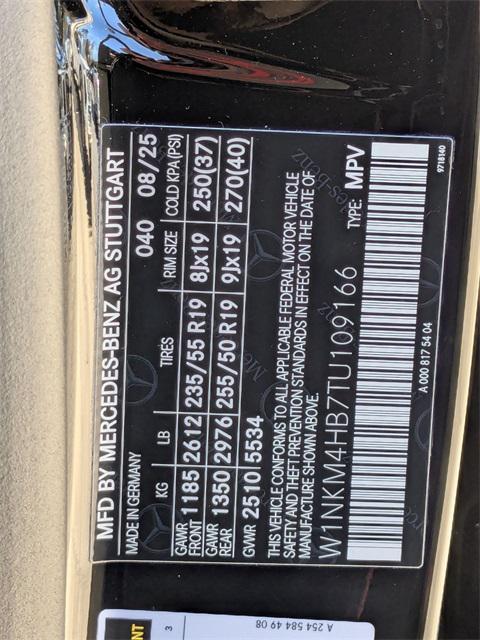 MFD BY MERCEDES-BENZ AG STUTTGART
MADE IN GERMANY 040 08/25
KG LB TIRES RIM SIZE COLD KPA(PSI)
GAWR FRONT 1185 2612 235/55 R19 8Jx19 250(37)
GAWR REAR 1350 2976 255/50 R19 9Jx19 270(40)
GVWR 2510 5534
THIS VEHICLE CONFORMS TO ALL APPLICABLE FEDERAL MOTOR VEHICLE
SAFETY AND THEFT PREVENTION STANDARDS IN EFFECT ON THE DATE OF
MANUFACTURE SHOWN ABOVE.
W1NKM4HB7TU109166 TYPE: MPV
A 000 817 54 04
9718140
3
A 254 584 49 08